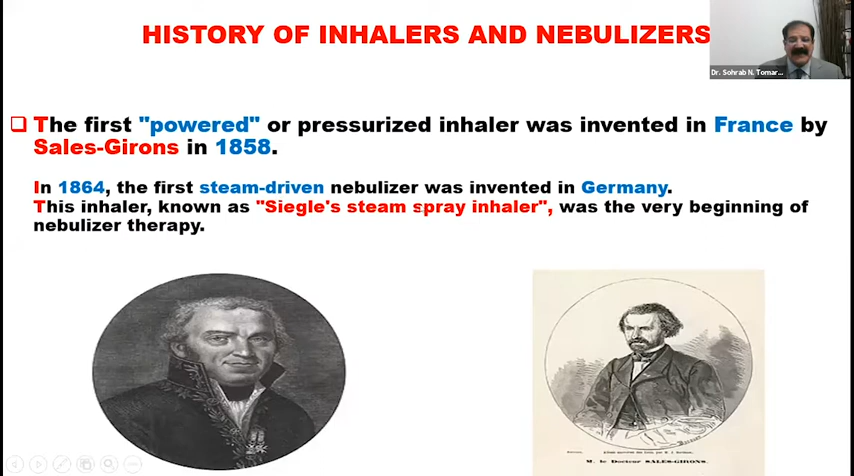 HISTORY OF INHALERS AND NEBULIZERS
Dr. Sohrab N. Tomar...
The first "powered" or pressurized inhaler was invented in France by
Sales-Girons in 1858.
In 1864, the first steam-driven nebulizer was invented in Germany.
This inhaler, known as "Siegle's steam spray inhaler", was the very beginning of
nebulizer therapy.
M. le Docteur SALES-GIRONS.